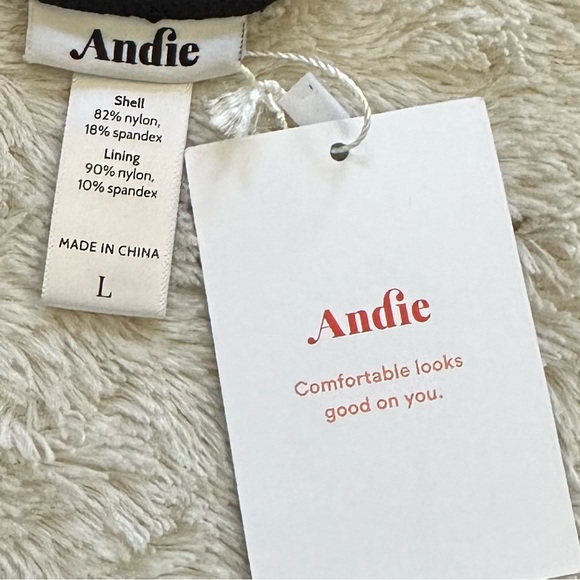 Andie
Shell
82% nylon,
18% spandex
Lining
90% nylon,
10% spandex
MADE IN CHINA
L
Andie
Comfortable looks
good on you.